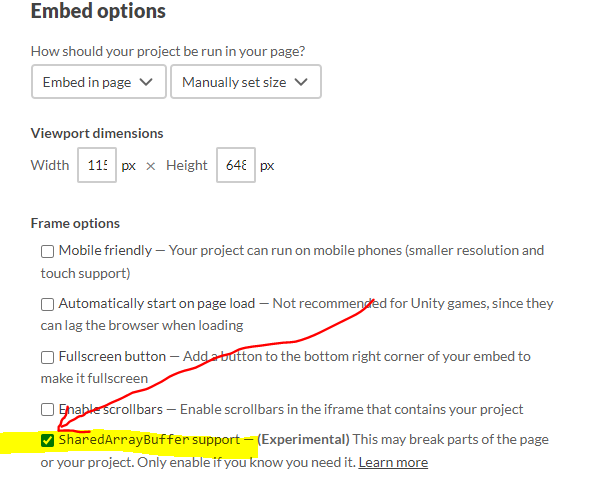 Embed options
How should your project be run in your page?
Embed in page Manually set size
Viewport dimensions
Width 115 px × Height 648 px
Frame options
Mobile friendly — Your project can run on mobile phones (smaller resolution and
touch support)
Automatically start on page load — Not recommended for Unity games, since they
can lag the browser when loading
Fullscreen button — Add a button to the bottom right corner of your embed to
make it fullscreen
Enable scrollbars — Enable scrollbars in the iframe that contains your project
SharedArrayBuffer support — (Experimental) This may break parts of the page
or your project. Only enable if you know you need it. Learn more